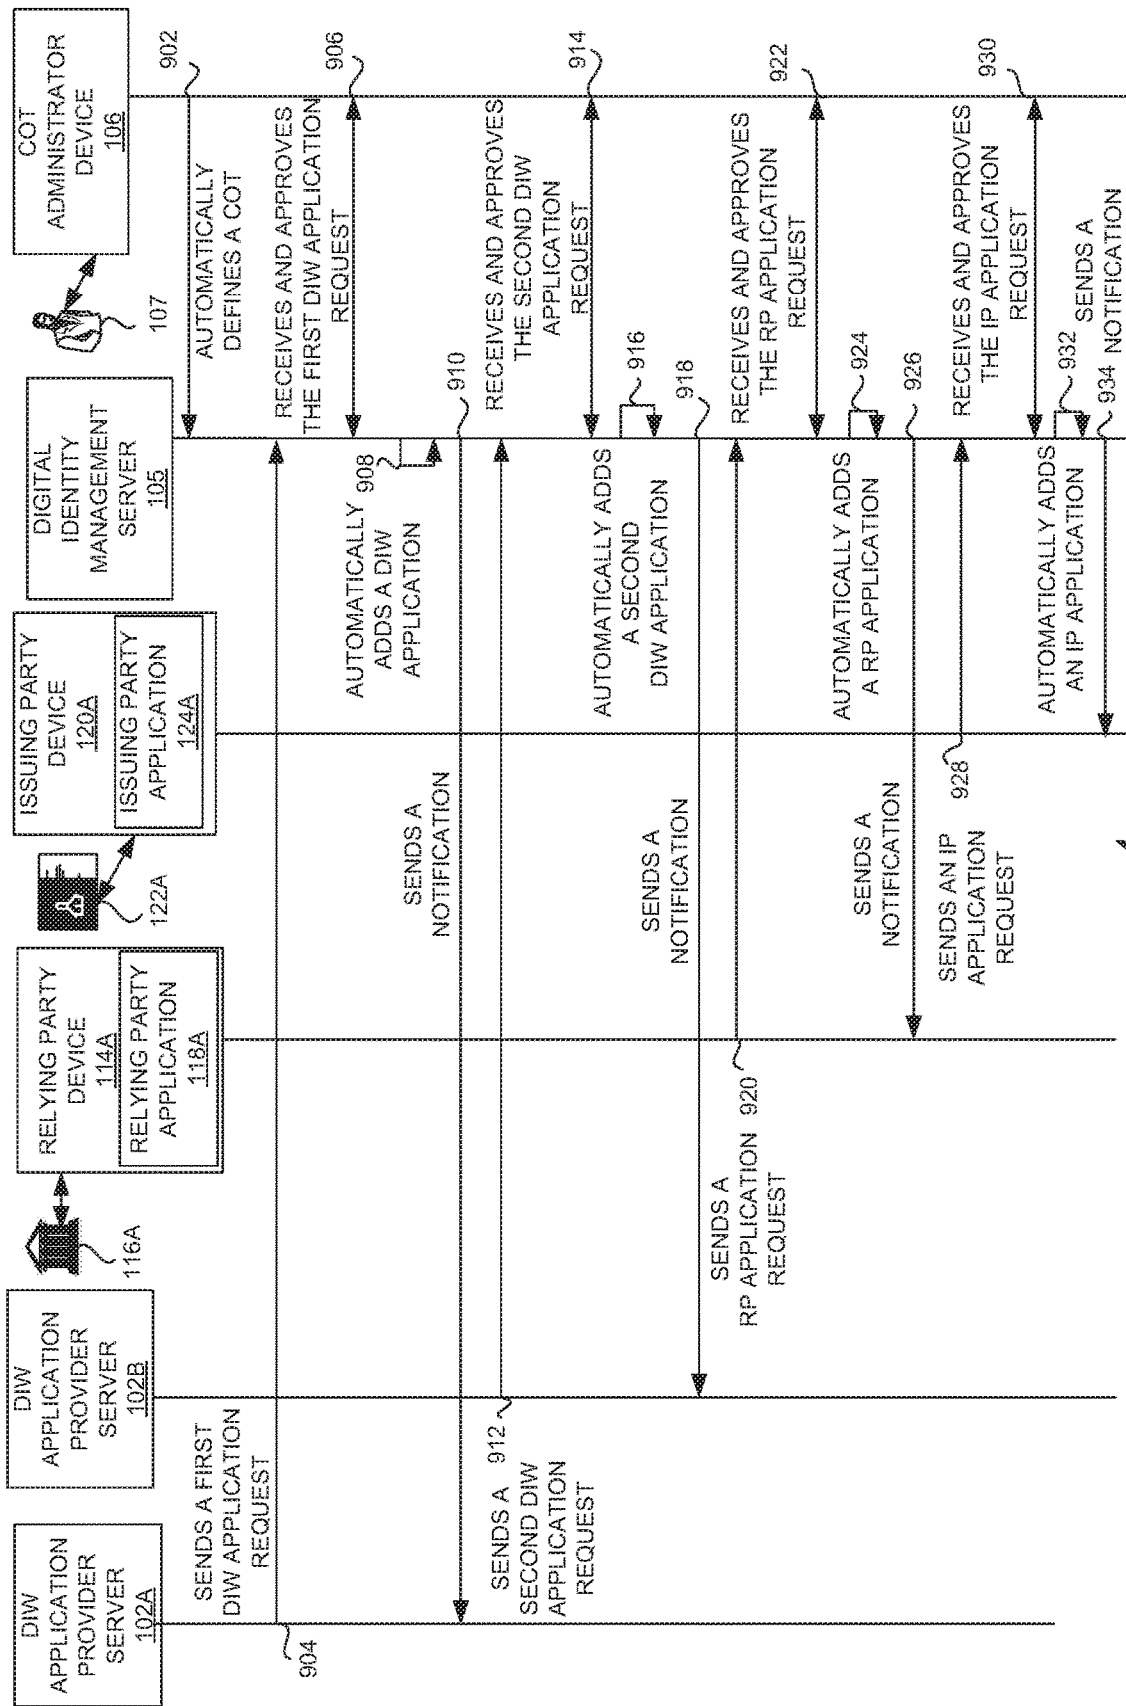 DIW
APPLICATION
PROVIDER
SERVER
102A
DIW
APPLICATION
PROVIDER
SERVER
102B
116A
RELYING PARTY
DEVICE
114A
RELYING PARTY
APPLICATION
118A
122A
ISSUING PARTY
DEVICE
120A
ISSUING PARTY
APPLICATION
124A
DIGITAL
IDENTITY
MANAGEMENT
SERVER
105
107
COT
ADMINISTRATOR
DEVICE
106
AUTOMATICALLY
DEFINES A COT
902
SENDS A FIRST
DIW APPLICATION
REQUEST
904
RECEIVES AND APPROVES
THE FIRST DIW APPLICATION
REQUEST
906
AUTOMATICALLY
ADDS A DIW
APPLICATION
908
SENDS A
NOTIFICATION
910
SENDS A
SECOND DIW
APPLICATION
REQUEST
912
RECEIVES AND APPROVES
THE SECOND DIW
APPLICATION
REQUEST
914
AUTOMATICALLY ADDS
A SECOND
DIW APPLICATION
916
SENDS A
NOTIFICATION
918
SENDS A
RP APPLICATION
REQUEST
920
RECEIVES AND APPROVES
THE RP APPLICATION
REQUEST
922
AUTOMATICALLY ADDS
A RP APPLICATION
924
SENDS A
NOTIFICATION
926
SENDS AN IP
APPLICATION
REQUEST
928
RECEIVES AND APPROVES
THE IP APPLICATION
REQUEST
930
AUTOMATICALLY ADDS
AN IP APPLICATION
932
SENDS A
NOTIFICATION
934